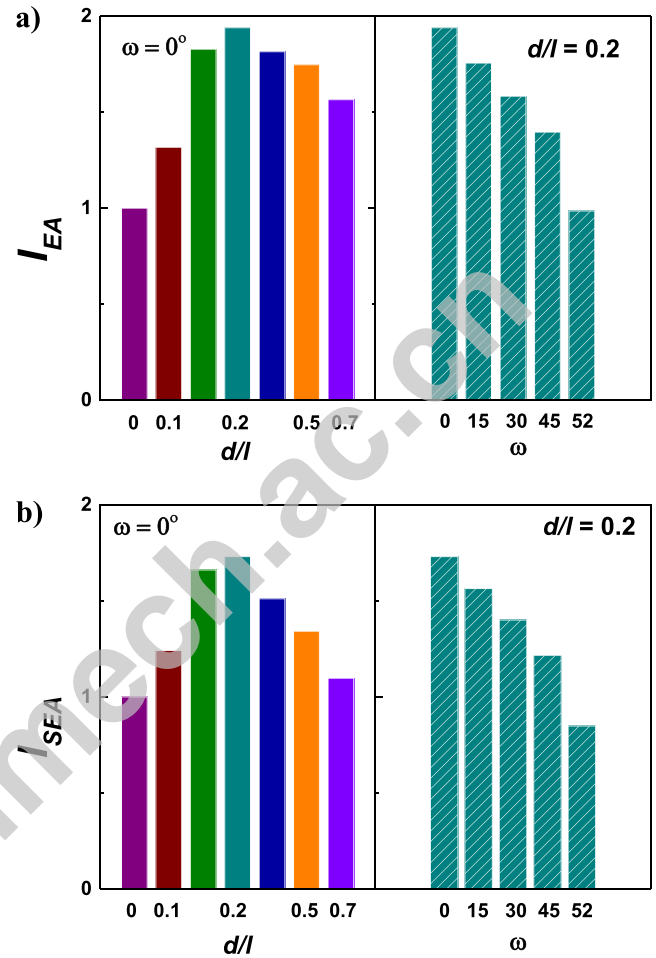 a)
2
ω = 0°
d/l = 0.2
1
I_EA
0
0 0.1 0.2 0.5 0.7
d/l
0 15 30 45 52
ω
b)
2
ω = 0°
d/l = 0.2
1
I_SEA
0
0 0.1 0.2 0.5 0.7
d/l
0 15 30 45 52
ω
mech.ac.cn